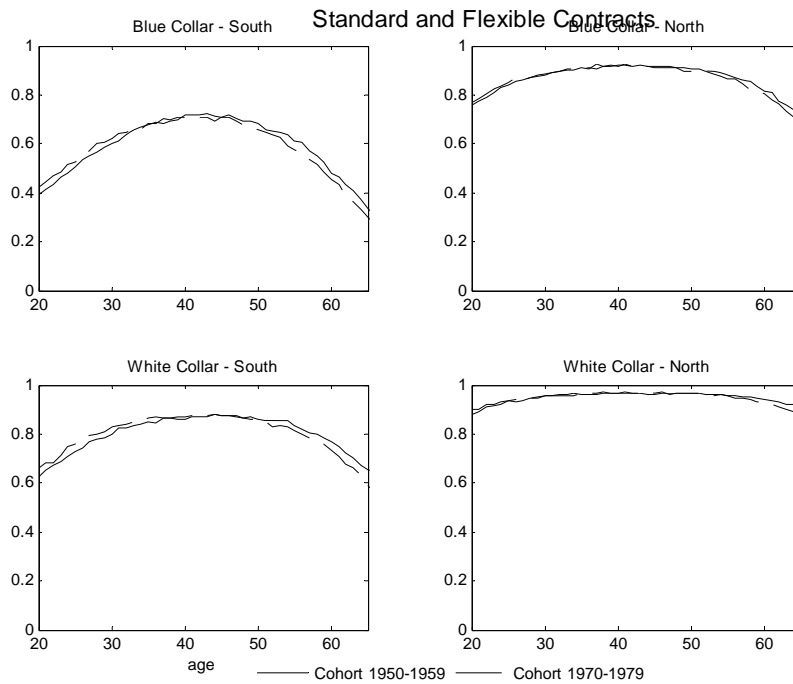 Standard and Flexible Contracts
Blue Collar - South
Blue Collar - North
1
0.8
0.6
0.4
0.2
0
20 30 40 50 60
1
0.8
0.6
0.4
0.2
0
20 30 40 50 60
White Collar - South
White Collar - North
1
0.8
0.6
0.4
0.2
0
20 30 40 50 60
age
1
0.8
0.6
0.4
0.2
0
20 30 40 50 60
Cohort 1950-1959 Cohort 1970-1979